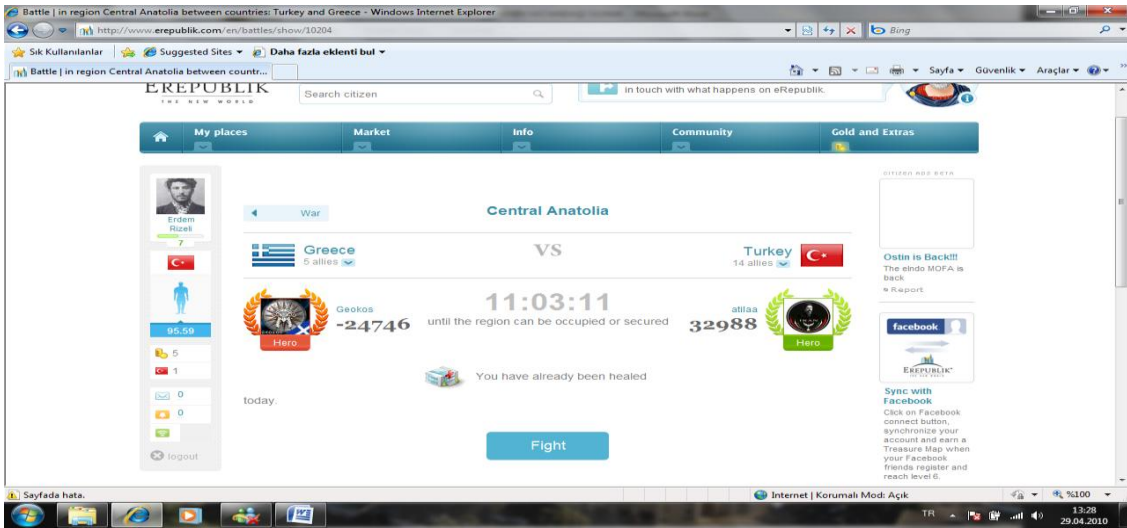 Battle | in region Central Anatolia between countries: Turkey and Greece - Windows Internet Explorer
http://www.erepublik.com/en/battles/show/10204
Bing
Sık Kullanılanlar Suggested Sites Daha fazla eklenti bul
Battle | in region Central Anatolia between countr...
Sayfa Güvenlik Araçlar
EREPUBLIK
THE NEW WORLD
Search citizen
in touch with what happens on eRepublik.
My places Market Info Community Gold and Extras
Erdem
Rizeli
7
95.59
5
1
0
0
logout
War
Central Anatolia
Greece
5 allies
VS
Turkey
14 allies
Geokos
-24746
Hero
11:03:11
until the region can be occupied or secured
atilaa
32988
Hero
You have already been healed
today.
Fight
Ostin is Back!!!
The eIndo MOFA is
back
Report
facebook
EREPUBLIK
Sync with
Facebook
Click on Facebook
connect button,
synchronize your
account and earn a
Treasure Map when
your Facebook
friends register and
reach level 6.
Sayfada hata.
Internet | Korumalı Mod: Açık
%100
TR
13:28
29.04.2010